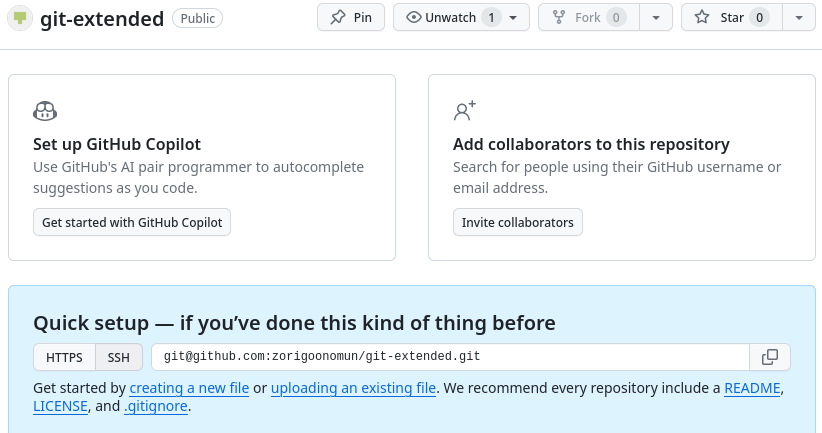 git-extended Public Pin Unwatch 1 Fork 0 Star 0
Set up GitHub Copilot
Use GitHub's AI pair programmer to autocomplete
suggestions as you code.
Get started with GitHub Copilot
Add collaborators to this repository
Search for people using their GitHub username or
email address.
Invite collaborators
Quick setup — if you’ve done this kind of thing before
HTTPS SSH git@github.com:zorigoonomun/git-extended.git
Get started by creating a new file or uploading an existing file. We recommend every repository include a README,
LICENSE, and .gitignore.